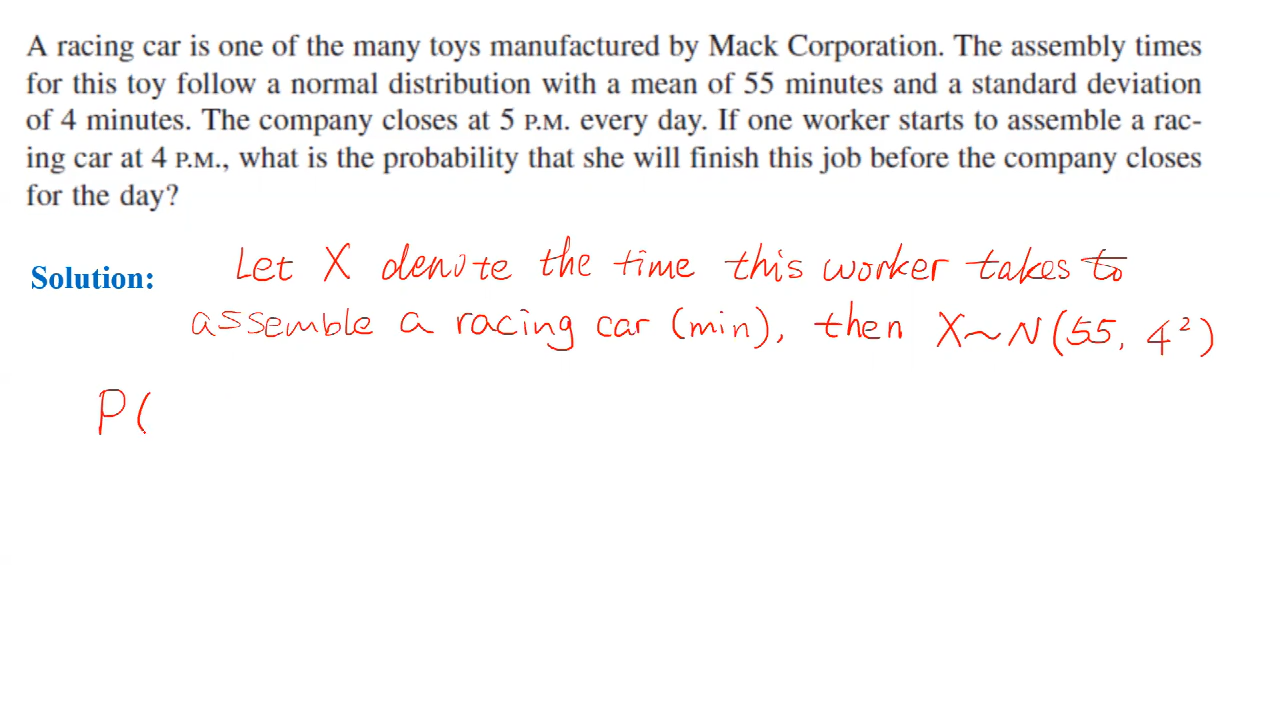 A racing car is one of the many toys manufactured by Mack Corporation. The assembly times
for this toy follow a normal distribution with a mean of 55 minutes and a standard deviation
of 4 minutes. The company closes at 5 P.M. every day. If one worker starts to assemble a rac-
ing car at 4 P.M., what is the probability that she will finish this job before the company closes
for the day?
Solution: Let X denote the time this worker takes to
assemble a racing car (min), then X~N(55, 4²)
P(